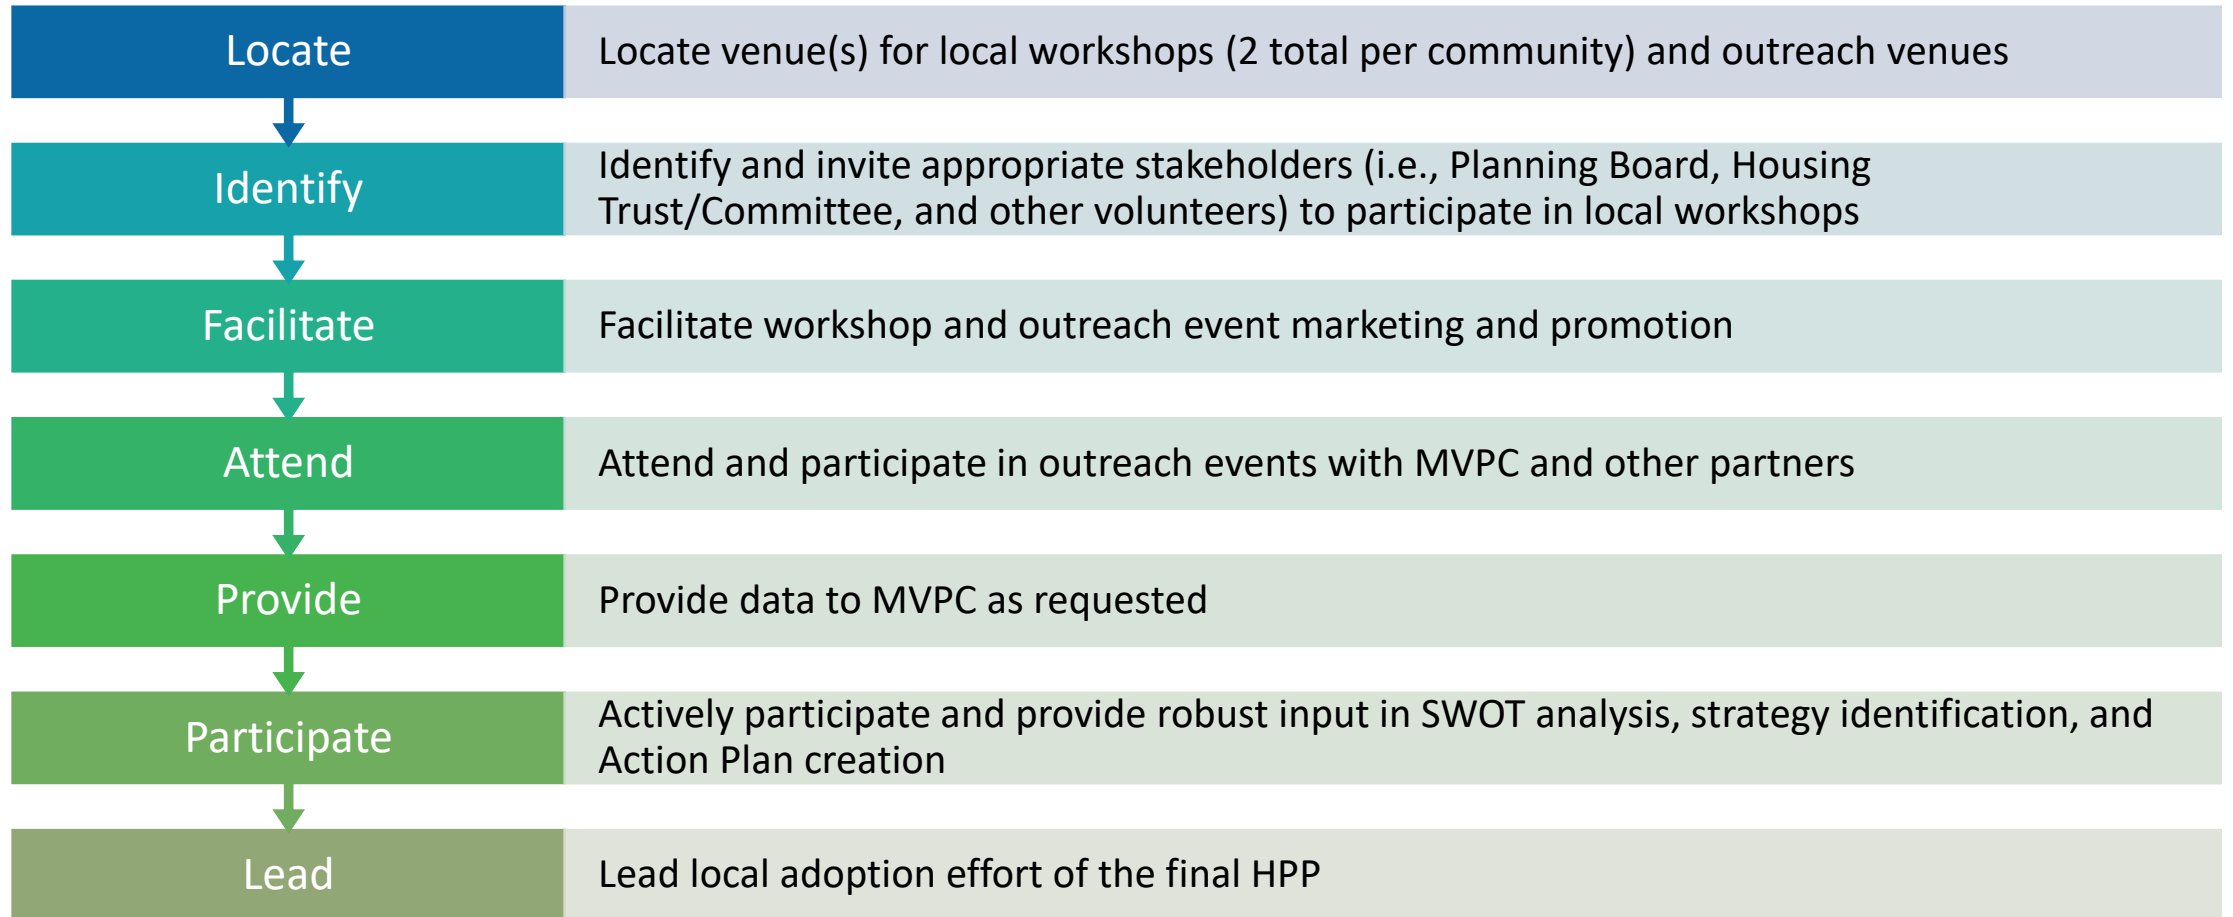 Locate
Locate venue(s) for local workshops (2 total per community) and outreach venues
Identify
Identify and invite appropriate stakeholders (i.e., Planning Board, Housing
Trust/Committee, and other volunteers) to participate in local workshops
Facilitate
Facilitate workshop and outreach event marketing and promotion
Attend
Attend and participate in outreach events with MVPC and other partners
Provide
Provide data to MVPC as requested
Participate
Actively participate and provide robust input in SWOT analysis, strategy identification, and
Action Plan creation
Lead
Lead local adoption effort of the final HPP